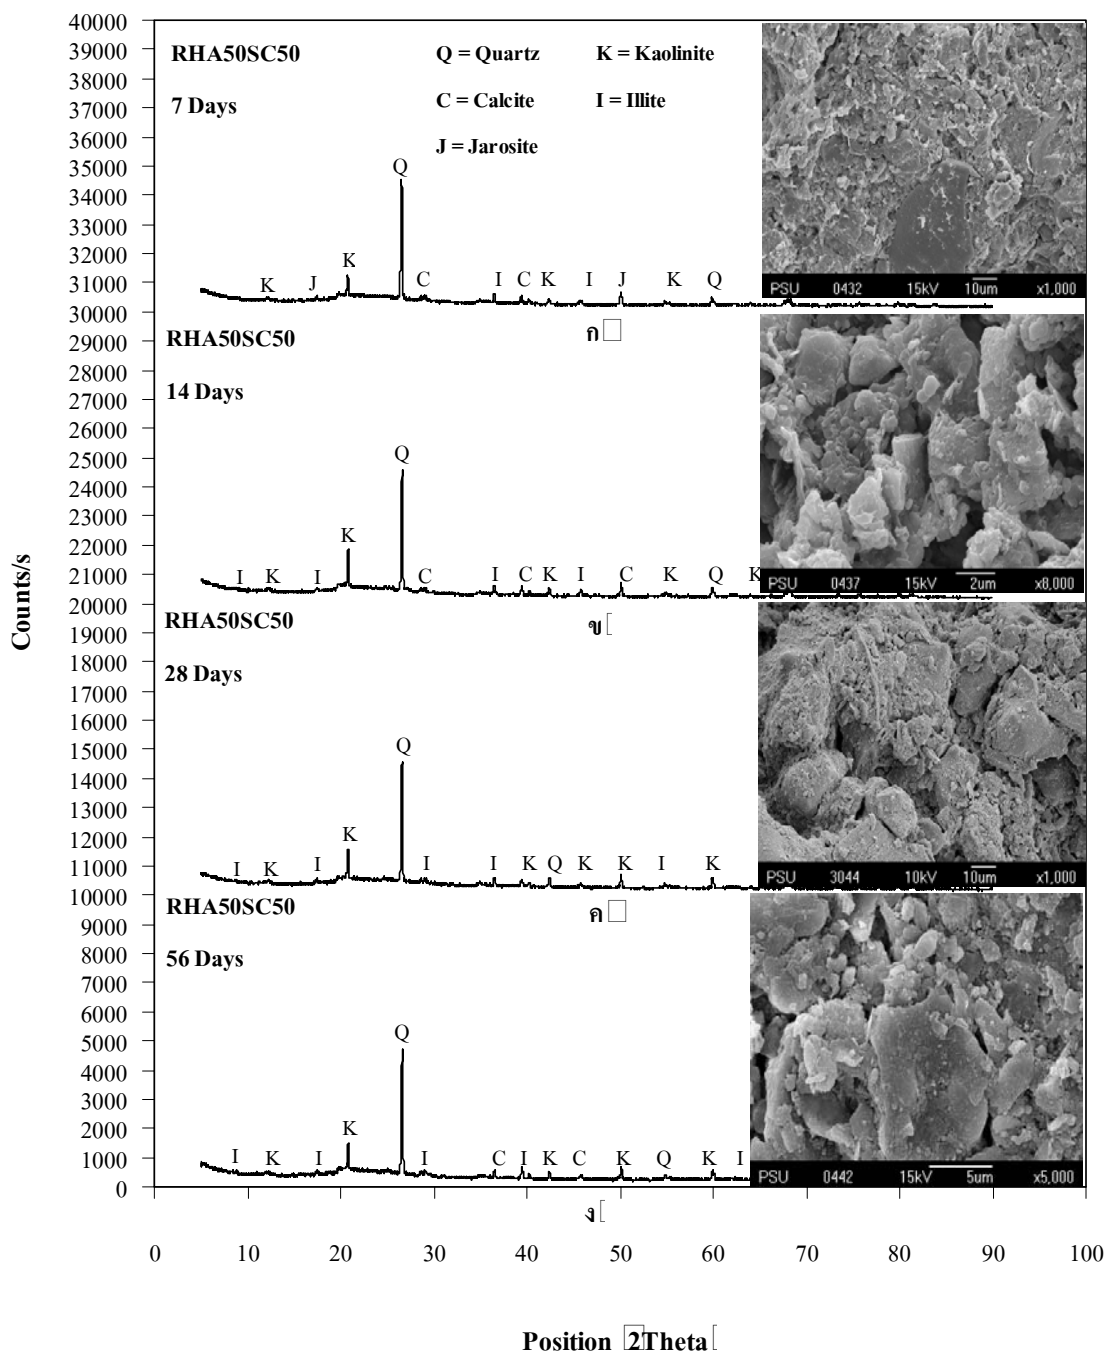 40000
39000
38000
37000
36000
35000
34000
33000
32000
31000
30000
29000
28000
27000
26000
25000
24000
23000
22000
21000
20000
19000
18000
17000
16000
15000
14000
13000
12000
11000
10000
9000
8000
7000
6000
5000
4000
3000
2000
1000
0
Counts/s
RHA50SC50
7 Days
Q = Quartz K = Kaolinite
C = Calcite I = Illite
J = Jarosite
Q
K J K C I C K I J K Q
PSU 0432 15kV 10um x1,000
ก
RHA50SC50
14 Days
Q
K
I K I C I C K I C K Q K
PSU 0437 15kV 2um x8,000
ข
RHA50SC50
28 Days
Q
K
I K I I I K Q K K I K
PSU 3044 10kV 10um x1,000
ค
RHA50SC50
56 Days
Q
K
I K I I C I K C K Q K I
PSU 0442 15kV 5um x5,000
ง
0 10 20 30 40 50 60 70 80 90 100
Position 2Theta